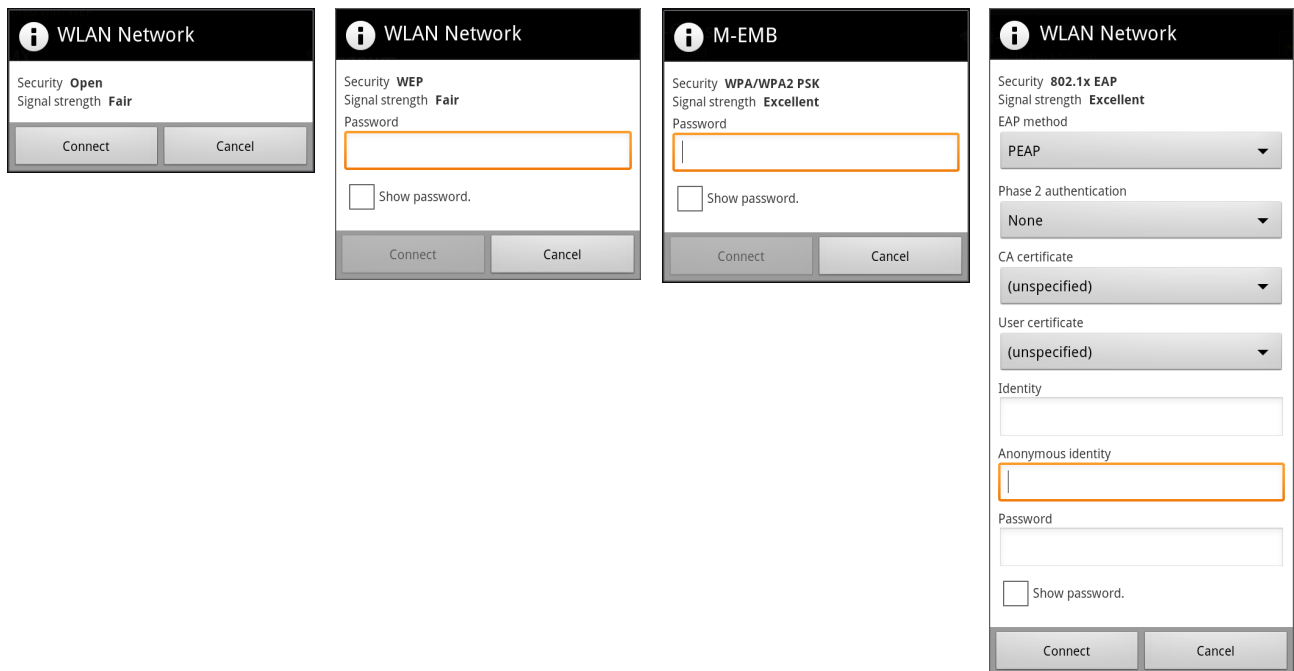 WLAN Network
Security Open
Signal strength Fair
Connect Cancel
WLAN Network
Security WEP
Signal strength Fair
Password
Show password.
Connect Cancel
M-EMB
Security WPA/WPA2 PSK
Signal strength Excellent
Password
Show password.
Connect Cancel
WLAN Network
Security 802.1x EAP
Signal strength Excellent
EAP method
PEAP
Phase 2 authentication
None
CA certificate
(unspecified)
User certificate
(unspecified)
Identity
Anonymous identity
Password
Show password.
Connect Cancel